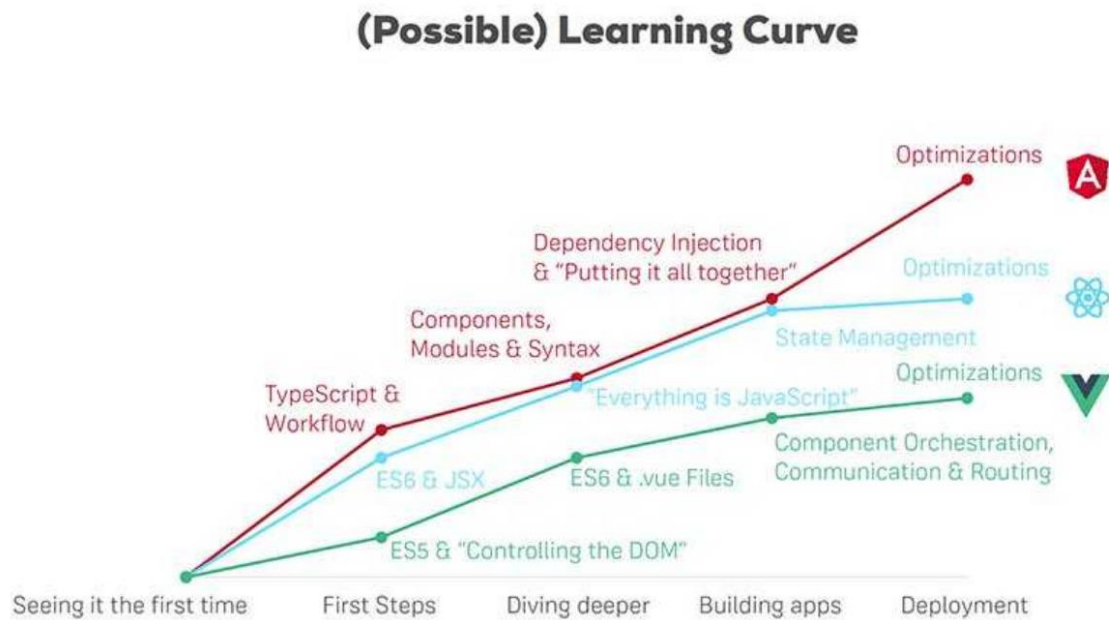 (Possible) Learning Curve
Optimizations
Dependency Injection
& "Putting it all together"
Optimizations
Components,
Modules & Syntax
State Management
Optimizations
TypeScript &
Workflow
"Everything is JavaScript"
Component Orchestration,
Communication & Routing
ES6 & JSX
ES6 & .vue Files
ES5 & "Controlling the DOM"
Seeing it the first time
First Steps
Diving deeper
Building apps
Deployment
A